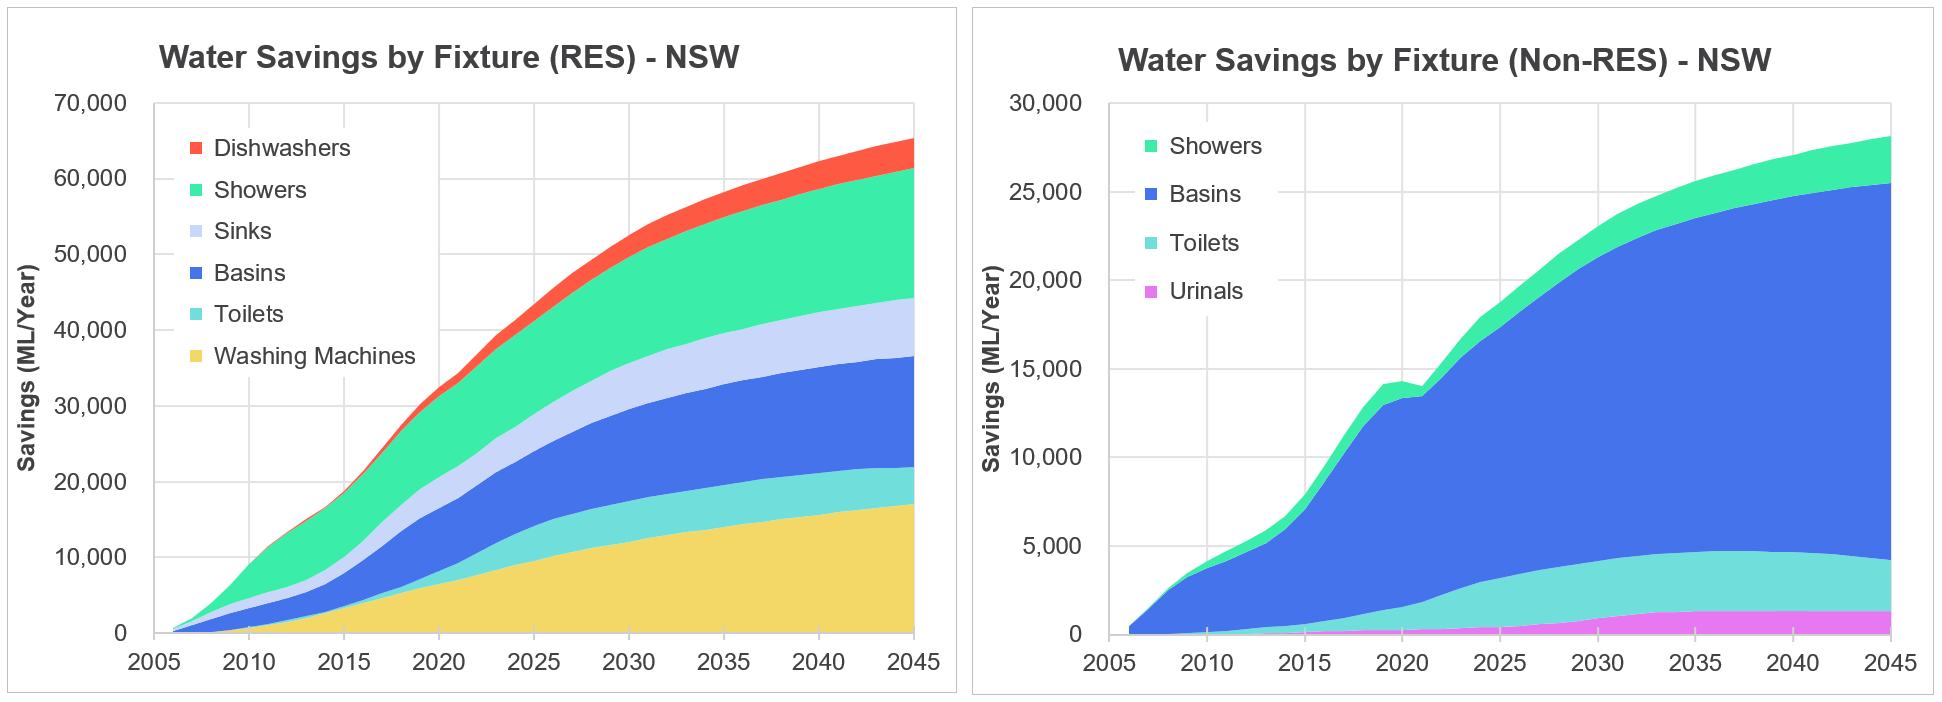 Water Savings by Fixture (RES) - NSW
Savings (ML/Year)
70,000
60,000
50,000
40,000
30,000
20,000
10,000
0
Dishwashers
Showers
Sinks
Basins
Toilets
Washing Machines
2005 2010 2015 2020 2025 2030 2035 2040 2045
Water Savings by Fixture (Non-RES) - NSW
Savings (ML/Year)
30,000
25,000
20,000
15,000
10,000
5,000
0
Showers
Basins
Toilets
Urinals
2005 2010 2015 2020 2025 2030 2035 2040 2045